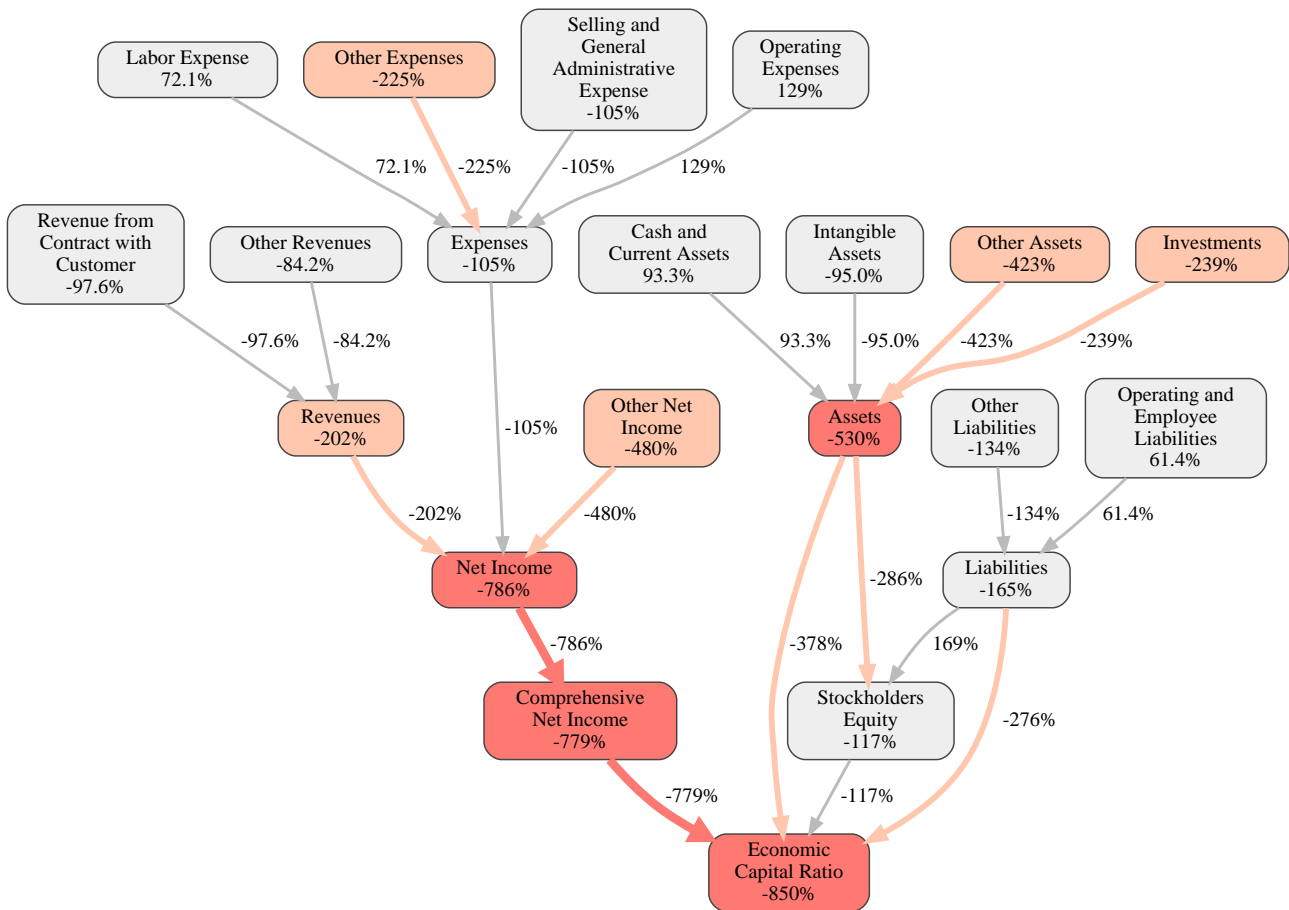 Labor Expense
72.1%
Other Expenses
-225%
Selling and
General
Administrative
Expense
-105%
Operating
Expenses
129%
72.1%
-225%
-105%
129%
Revenue from
Contract with
Customer
-97.6%
Other Revenues
-84.2%
Expenses
-105%
Cash and
Current Assets
93.3%
Intangible
Assets
-95.0%
Other Assets
-423%
Investments
-239%
-97.6%
-84.2%
93.3%
-95.0%
-423%
-239%
Revenues
-202%
-105%
Other Net
Income
-480%
Assets
-530%
Other
Liabilities
-134%
Operating and
Employee
Liabilities
61.4%
-202%
-480%
-134%
61.4%
Net Income
-786%
-286%
Liabilities
-165%
-786%
-378%
169%
Comprehensive
Net Income
-779%
Stockholders
Equity
-117%
-276%
-779%
-117%
Economic
Capital Ratio
-850%